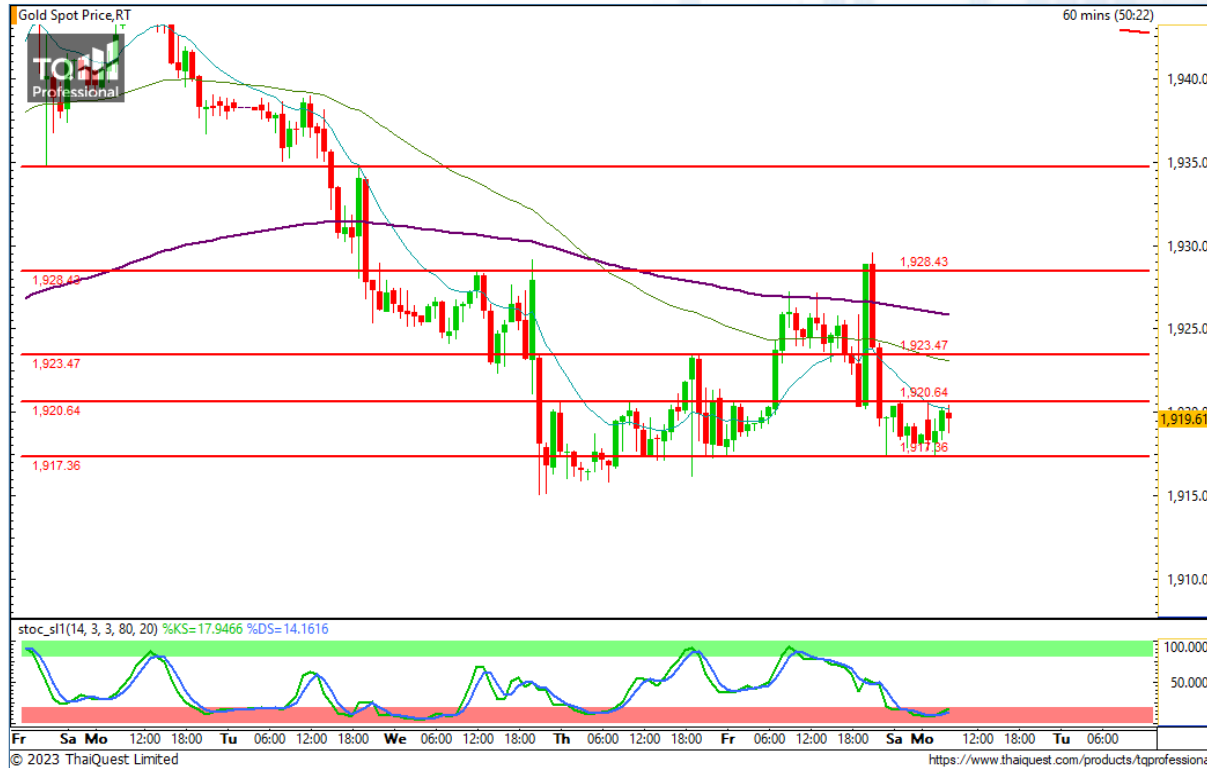 Gold Spot Price,RT
60 mins (50:22)
TQ
Professional
1,940.0
1,935.0
1,930.0
1,928.43
1,928.43
1,925.0
1,923.47
1,923.47
1,920.64
1,920.64
1,919.61
1,917.36
1,917.36
1,915.0
1,910.0
stoc_sl1(14, 3, 3, 80, 20) %KS=17.9466 %DS=14.1616
100.000
50.000
Fr Sa Mo 12:00 18:00 Tu 06:00 12:00 18:00 We 06:00 12:00 18:00 Th 06:00 12:00 18:00 Fr 06:00 12:00 18:00 Sa Mo 12:00 18:00 Tu 06:00
© 2023 ThaiQuest Limited
https://www.thaiquest.com/products/tqprofessional